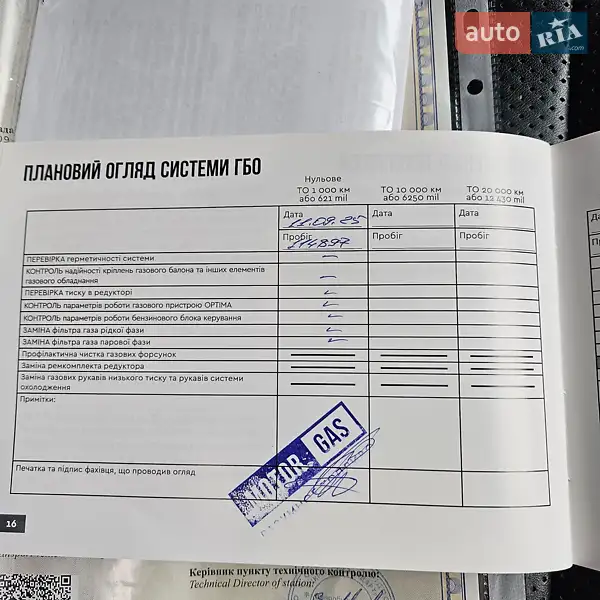 auto RIA
.com
ПЛАНОВИЙ ОГЛЯД СИСТЕМИ ГБО
Нульове
ТО 1 000 км
або 621 mil
ТО 10 000 км
або 6250 mil
ТО 20 000 км
або 12 430 mil
Дата
11.09.25
Дата
Дата
Пробіг
114897
Пробіг
Пробіг
ПЕРЕВІРКА герметичності системи
КОНТРОЛЬ надійності кріплень газового балона та інших елементів
газового обладнання
ПЕРЕВІРКА тиску в редукторі
КОНТРОЛЬ параметрів роботи газового пристрою OPTIMA
КОНТРОЛЬ параметрів роботи бензинового блока керування
ЗАМІНА фільтра газа рідкої фази
ЗАМІНА фільтра газа парової фази
Профілактична чистка газових форсунок
Заміна ремкомплекта редуктора
Заміна газових рукавів низького тиску та рукавів системи
охолодження
Примітки:
MOTOR GAS
Печатка та підпис фахівця, що проводив огляд
16
Керівник пункту технічного контролю:
Technical Director of station: